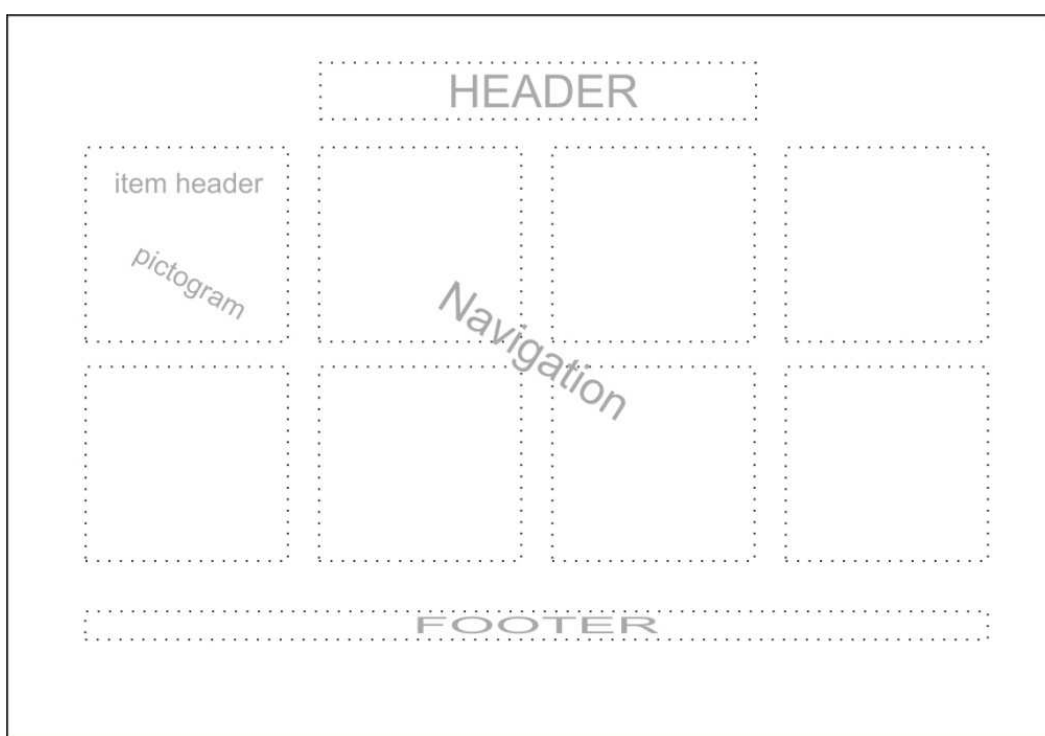 HEADER
item header
pictogram
Navigation
FOOTER